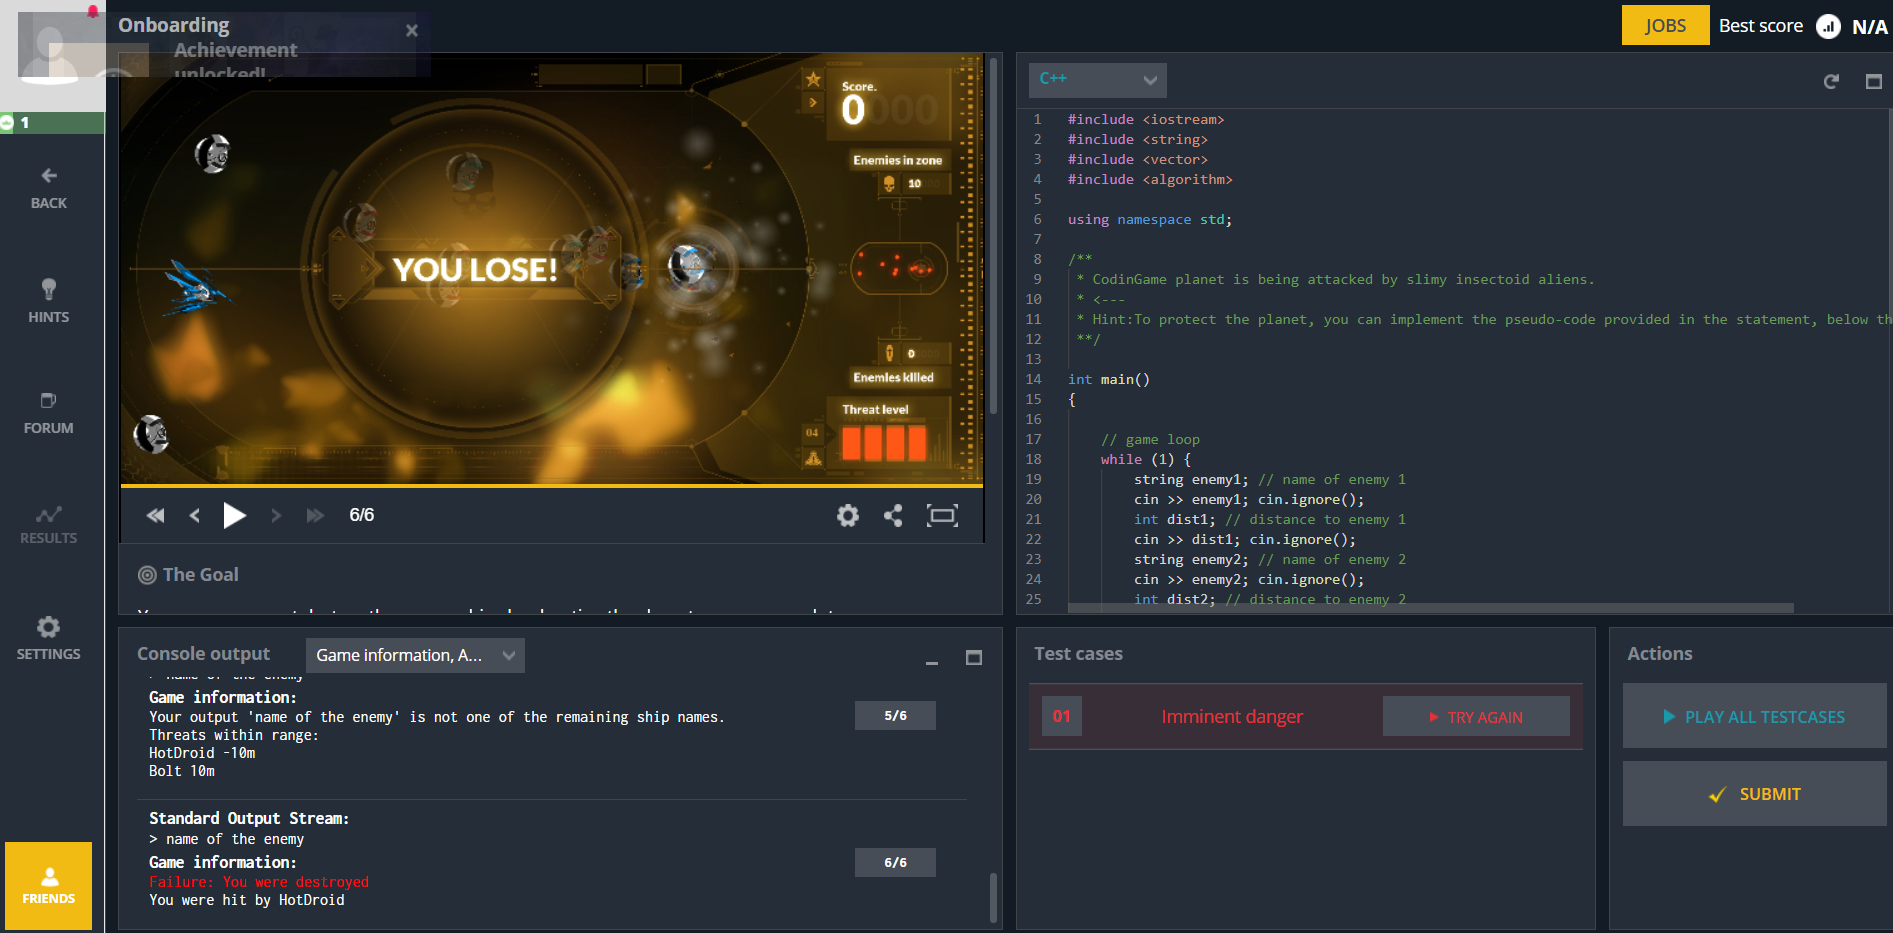 Onboarding
Achievement
unlocked!
JOBS
Best score
N/A
1
BACK
HINTS
FORUM
RESULTS
SETTINGS
FRIENDS
Score.
0000
Enemies in zone
10
YOU LOSE!
0
Enemies killed
Threat level
04
6/6
The Goal
Console output
Game information, A...
> name of the enemy
Game information:
Your output 'name of the enemy' is not one of the remaining ship names.
Threats within range:
HotDroid -10m
Bolt 10m
5/6
Standard Output Stream:
> name of the enemy
Game information:
Failure: You were destroyed
You were hit by HotDroid
6/6
C++
1 #include <iostream>
2 #include <string>
3 #include <vector>
4 #include <algorithm>
5
6 using namespace std;
7
8 /**
9 * CodinGame planet is being attacked by slimy insectoid aliens.
10 * <---
11 * Hint:To protect the planet, you can implement the pseudo-code provided in the statement, below th
12 **/
13
14 int main()
15 {
16
17 // game loop
18 while (1) {
19 string enemy1; // name of enemy 1
20 cin >> enemy1; cin.ignore();
21 int dist1; // distance to enemy 1
22 cin >> dist1; cin.ignore();
23 string enemy2; // name of enemy 2
24 cin >> enemy2; cin.ignore();
25 int dist2; // distance to enemy 2
Test cases
01
Imminent danger
TRY AGAIN
Actions
PLAY ALL TESTCASES
SUBMIT